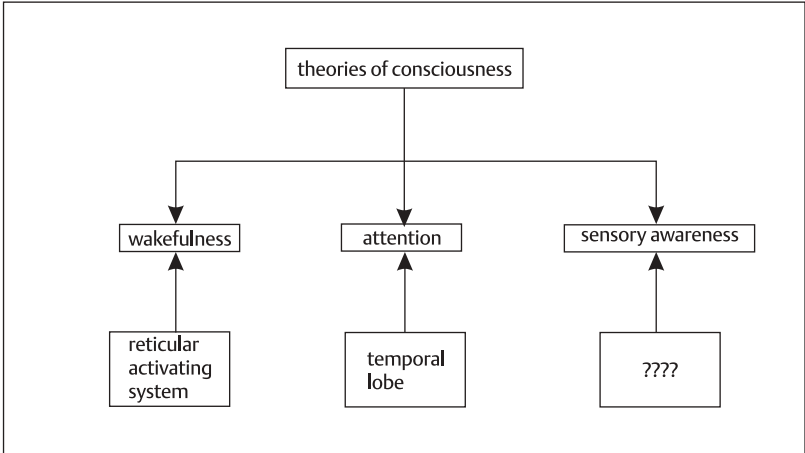 theories of consciousness
wakefulness
attention
sensory awareness
reticular
activating
system
temporal
lobe
????